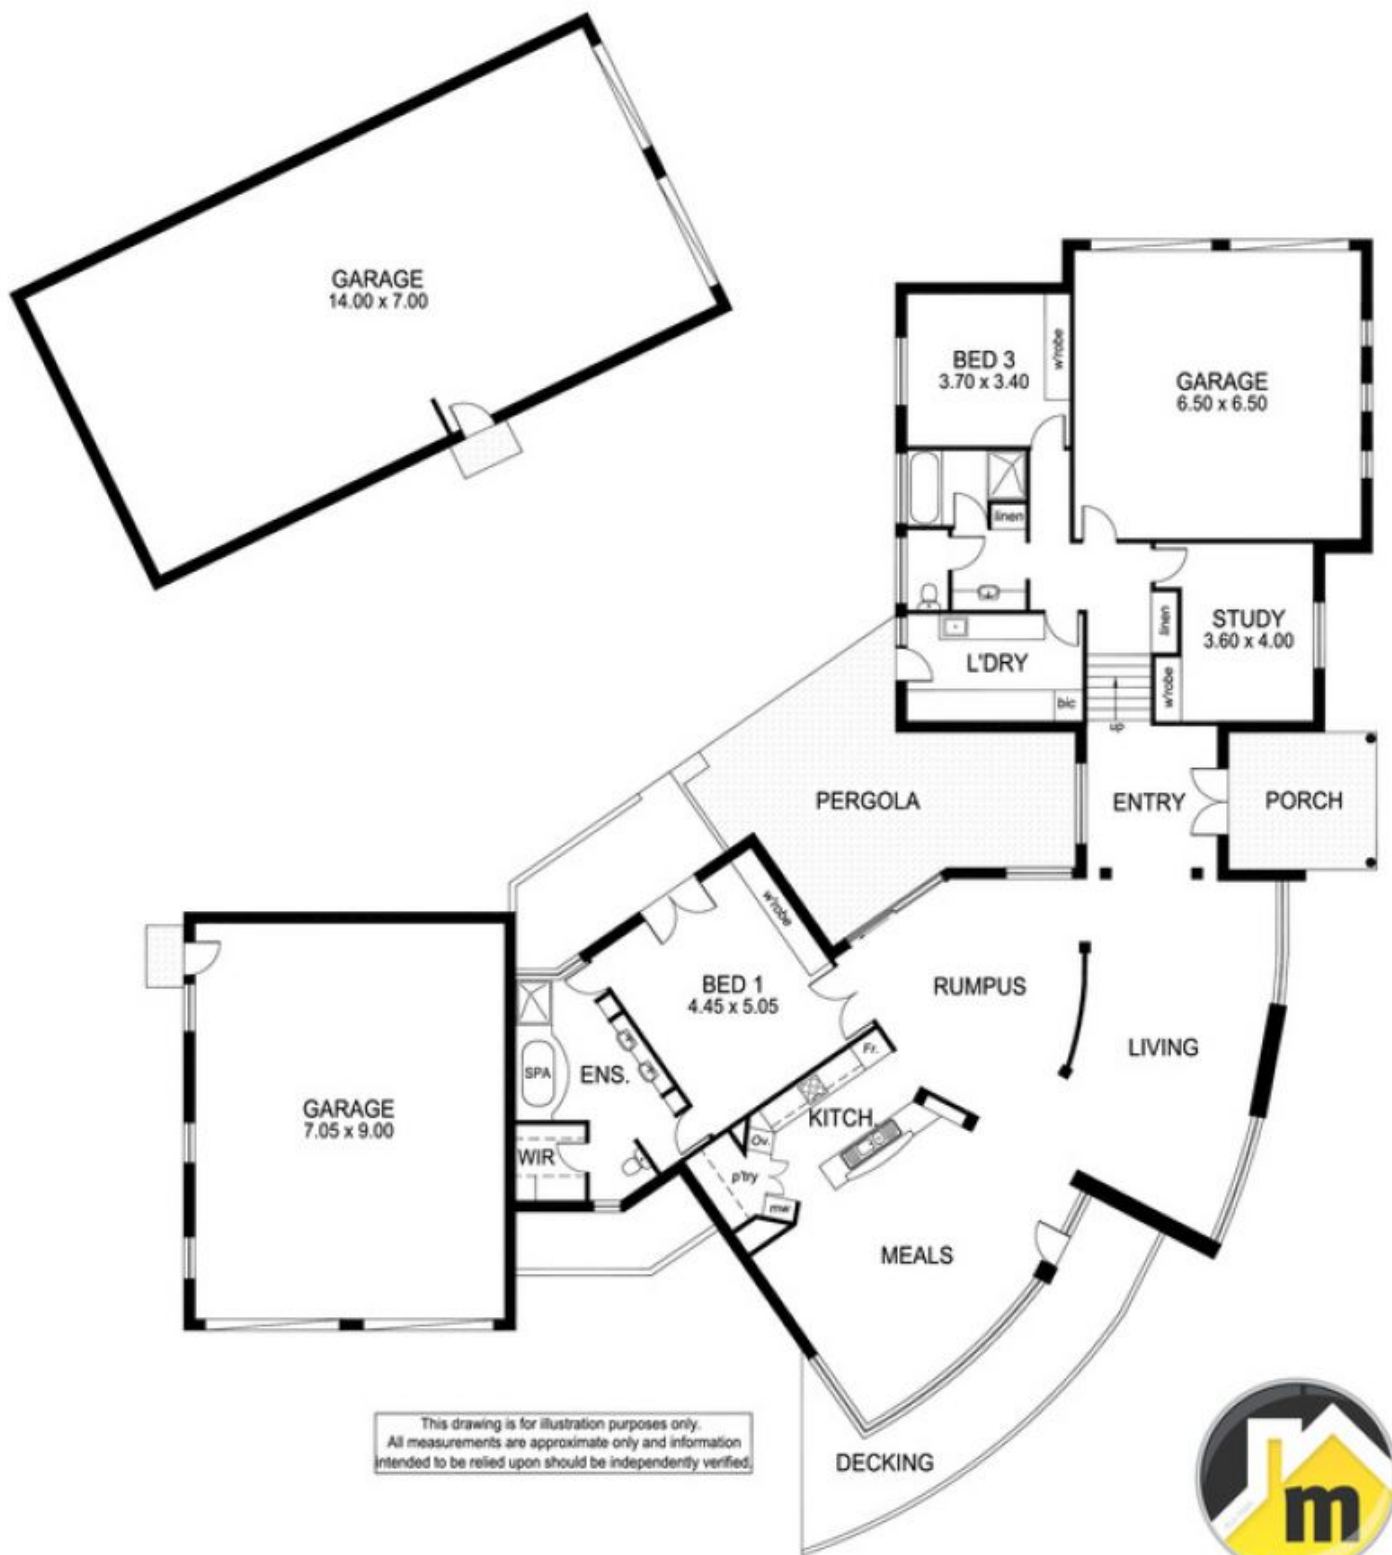 GARAGE
14.00 x 7.00
BED 3
3.70 x 3.40
w'robe
GARAGE
6.50 x 6.50
linen
linen
STUDY
3.60 x 4.00
L'DRY
w'robe
bic
up
PERGOLA
ENTRY
PORCH
w'robe
BED 1
4.45 x 5.05
RUMPUS
LIVING
Fr.
SPA
ENS.
GARAGE
7.05 x 9.00
KITCH.
Ov.
WIR
p'try
mw
MEALS
This drawing is for illustration purposes only.
All measurements are approximate only and information
intended to be relied upon should be independently verified.
DECKING
m